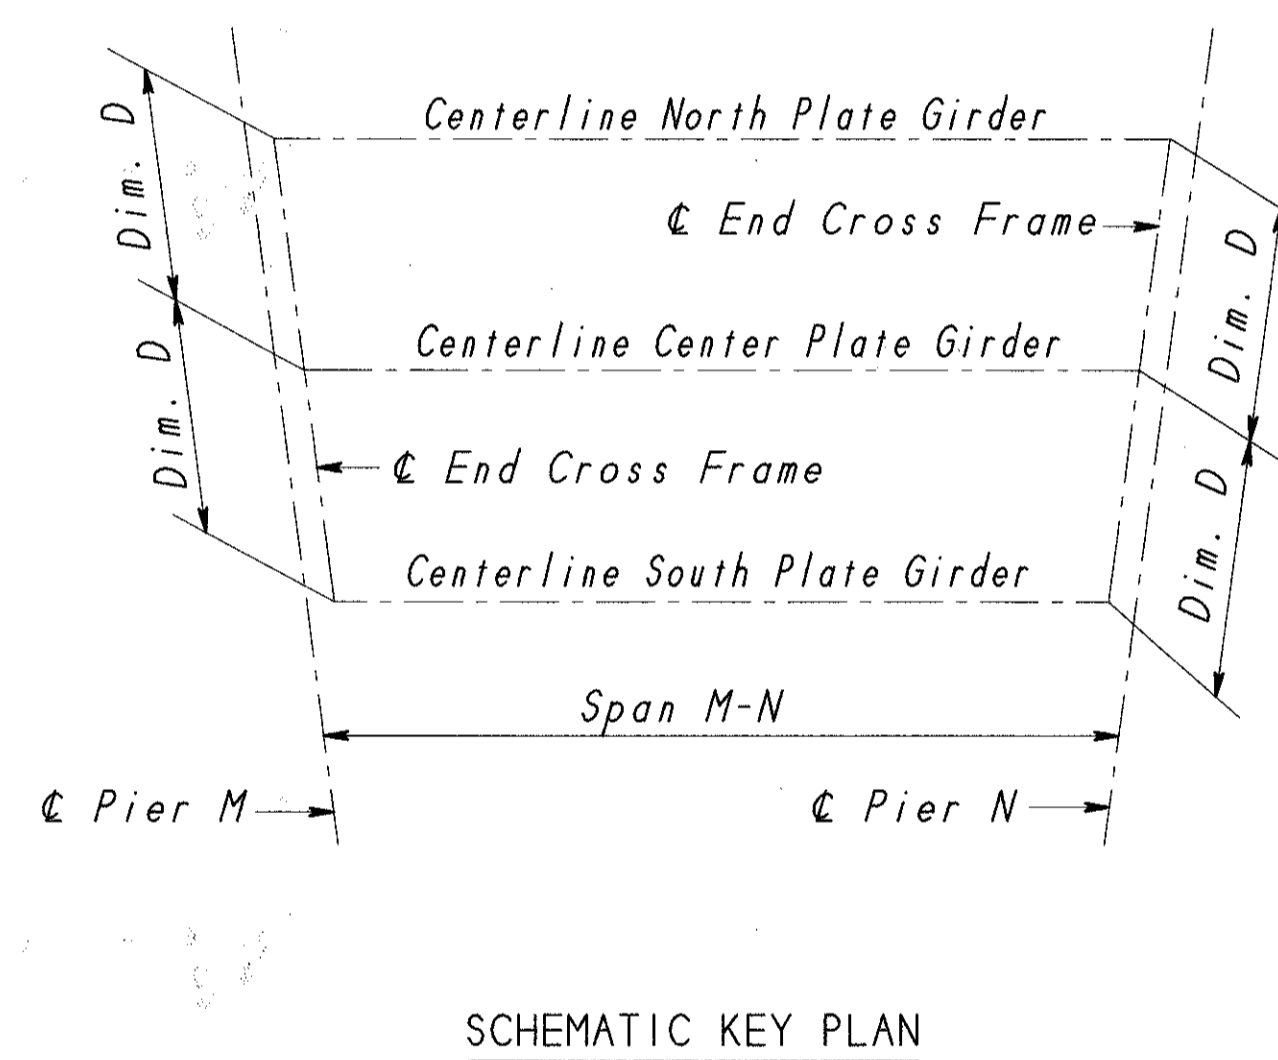 Dim. D
Centerline North Plate Girder
℄ End Cross Frame
Dim. D
Dim. D
Centerline Center Plate Girder
℄ End Cross Frame
Dim. D
Centerline South Plate Girder
Span M-N
℄ Pier M
℄ Pier N
SCHEMATIC KEY PLAN